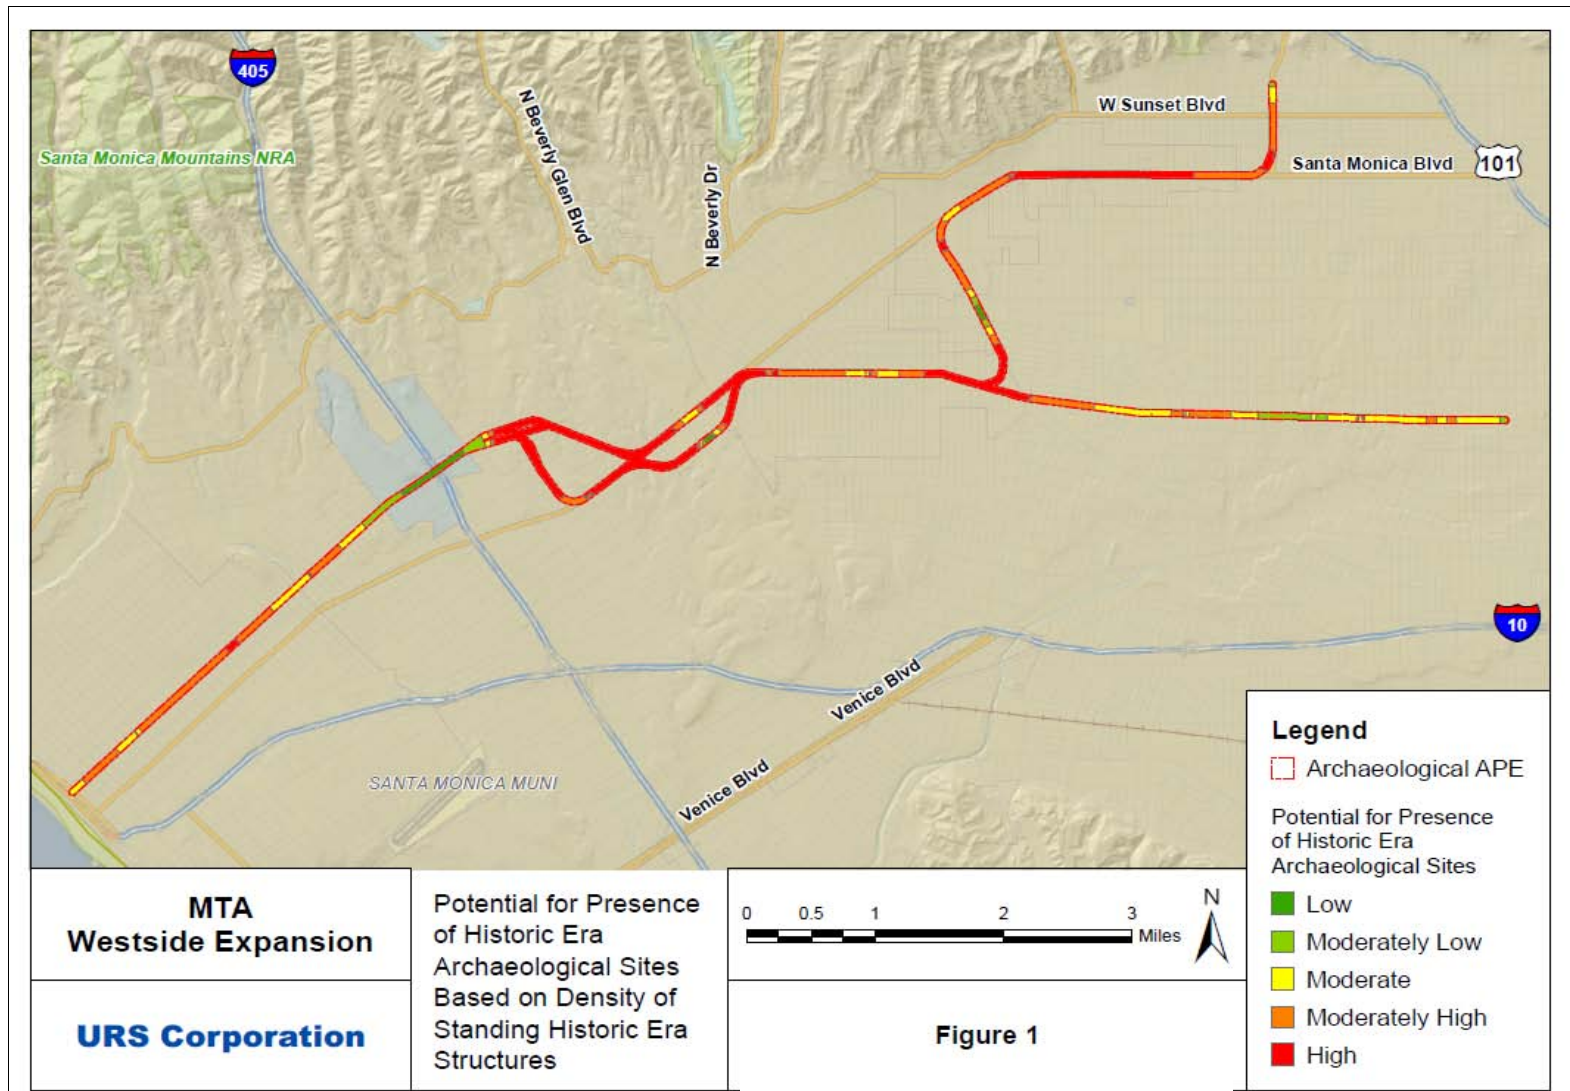 405
Santa Monica Mountains NRA
N Beverly Glen Blvd
N Beverly Dr
W Sunset Blvd
Santa Monica Blvd
101
10
Venice Blvd
Venice Blvd
SANTA MONICA MUNI
Legend
Archaeological APE
Potential for Presence
of Historic Era
Archaeological Sites
Low
Moderately Low
Moderate
Moderately High
High
MTA
Westside Expansion
URS Corporation
Potential for Presence
of Historic Era
Archaeological Sites
Based on Density of
Standing Historic Era
Structures
0 0.5 1 2 3
Miles
N
Figure 1